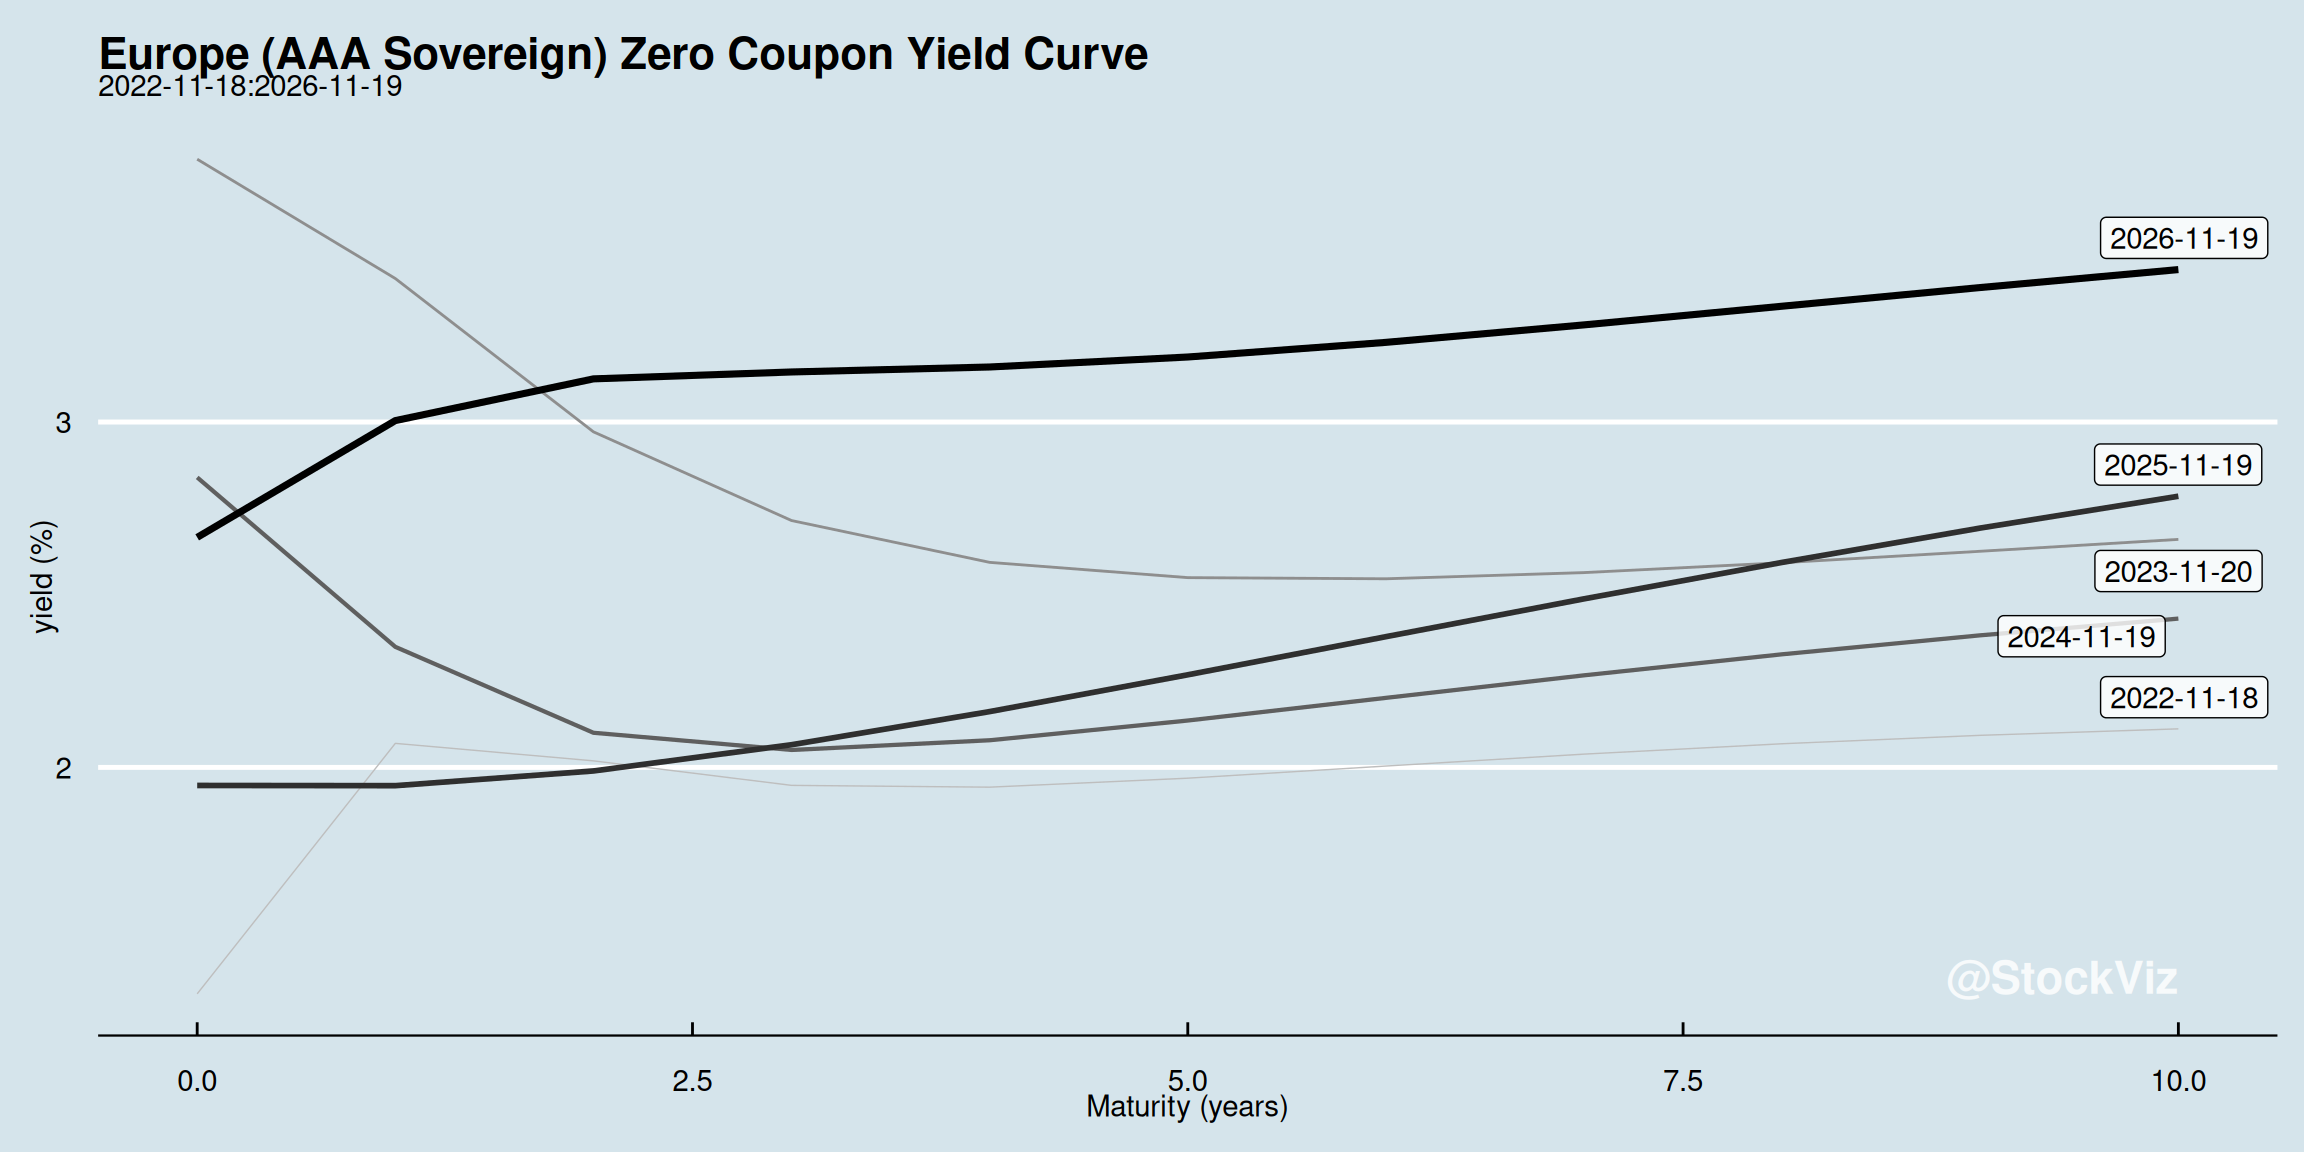 Europe (AAA Sovereign) Zero Coupon Yield Curve
2022-11-18:2026-11-19
2026-11-19
3
2025-11-19
yield (%)
2023-11-20
2024-11-19
2022-11-18
2
@StockViz
0.0 2.5 5.0 7.5 10.0
Maturity (years)